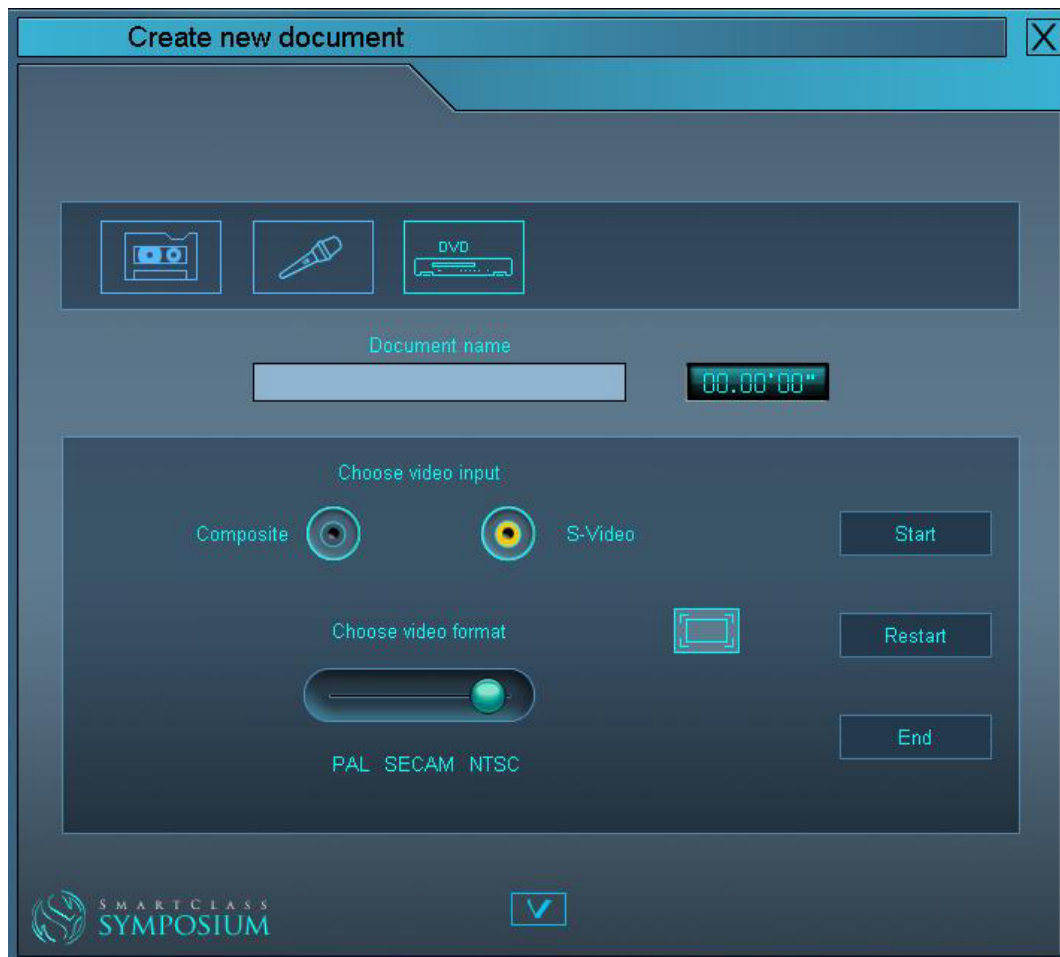 Create new document
X
DVD
Document name
00.00'00"
Choose video input
Composite
S-Video
Start
Choose video format
Restart
PAL SECAM NTSC
End
SMARTCLASS
SYMPOSIUM